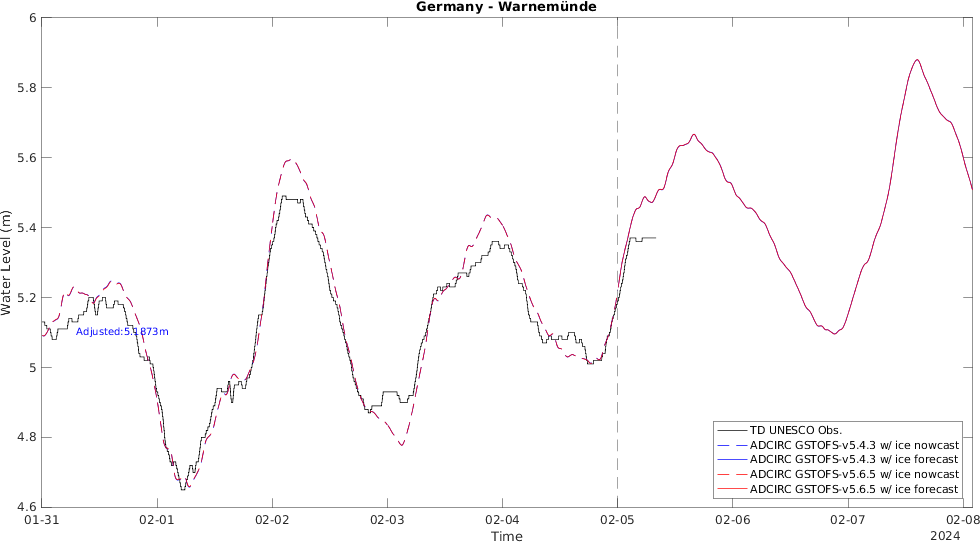 Germany - Warnemünde
Water Level (m)
6
5.8
5.6
5.4
5.2
5
4.8
4.6
Adjusted:5.1873m
TD UNESCO Obs.
ADCIRC GSTOFS-v5.4.3 w/ ice nowcast
ADCIRC GSTOFS-v5.4.3 w/ ice forecast
ADCIRC GSTOFS-v5.6.5 w/ ice nowcast
ADCIRC GSTOFS-v5.6.5 w/ ice forecast
01-31 02-01 02-02 02-03 02-04 02-05 02-06 02-07 02-08
Time
2024